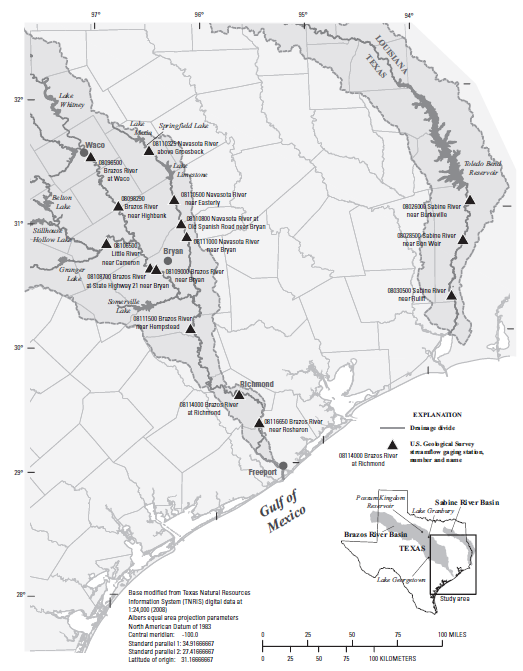 97°
96°
95°
94°
LOUISIANA
TEXAS
32°
Lake
Whitney
Lake
Mexia
Springfield Lake
Waco
08110325 Navasota River
above Groesbeck
08096500
Brazos River
at Waco
Lake
Limestone
Toledo Bend
Reservoir
Belton
Lake
08098290
Brazos River
near Highbank
08110500 Navasota River
near Easterly
08026000 Sabine River
near Burkeville
31°
08110800 Navasota River at
Old Spanish Road near Bryan
Stillhouse
Hollow Lake
08106500
Little River
near Cameron
08111000 Navasota River
near Bryan
08028500 Sabine River
near Bon Weir
Bryan
Granger
Lake
08108700 Brazos River
at State Highway 21 near Bryan
08109000 Brazos River
near Bryan
Somerville
Lake
08030500 Sabine River
near Ruliff
08111500 Brazos River
near Hempstead
30°
Richmond
08114000 Brazos River
at Richmond
08116650 Brazos River
near Rosharon
Freeport
29°
Gulf of
Mexico
EXPLANATION
Drainage divide
U.S. Geological Survey
streamflow gaging station,
number and name
08114000 Brazos River
at Richmond
Possum Kingdom
Reservoir
Lake Granbury
Sabine River Basin
Brazos River Basin
TEXAS
Lake Georgetown
Study area
28°
Base modified from Texas Natural Resources
Information System (TNRIS) digital data at
1:24,000 (2008)
Albers equal area projection parameters
North American Datum of 1983
Central meridian: -100.0
Standard parallel 1: 34.91666667
Standard parallel 2: 27.41666667
Latitude of origin: 31.16666667
0 25 50 75 100 MILES
0 25 50 75 100 KILOMETERS